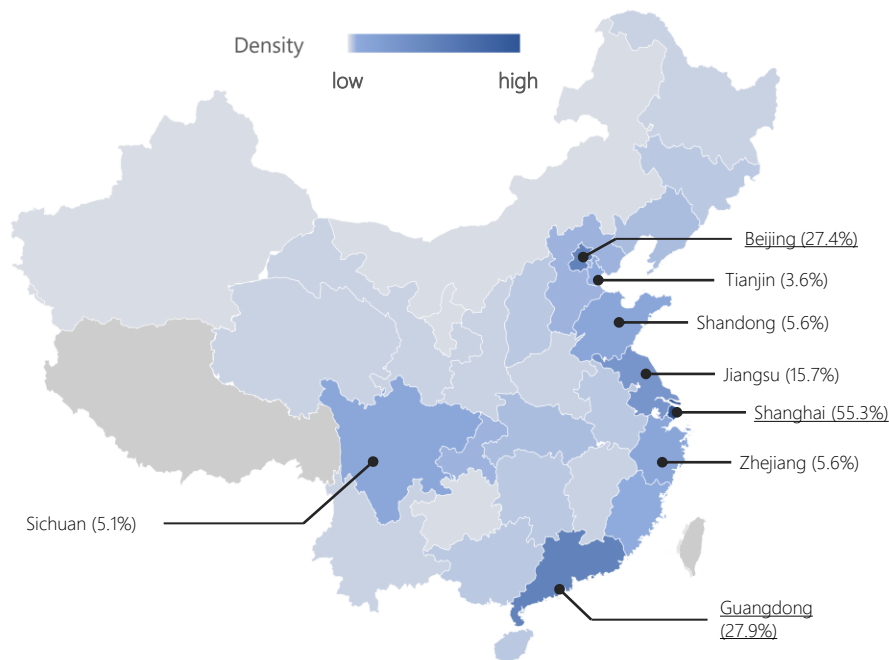 Density
low high
Beijing (27.4%)
Tianjin (3.6%)
Shandong (5.6%)
Jiangsu (15.7%)
Shanghai (55.3%)
Zhejiang (5.6%)
Sichuan (5.1%)
Guangdong
(27.9%)